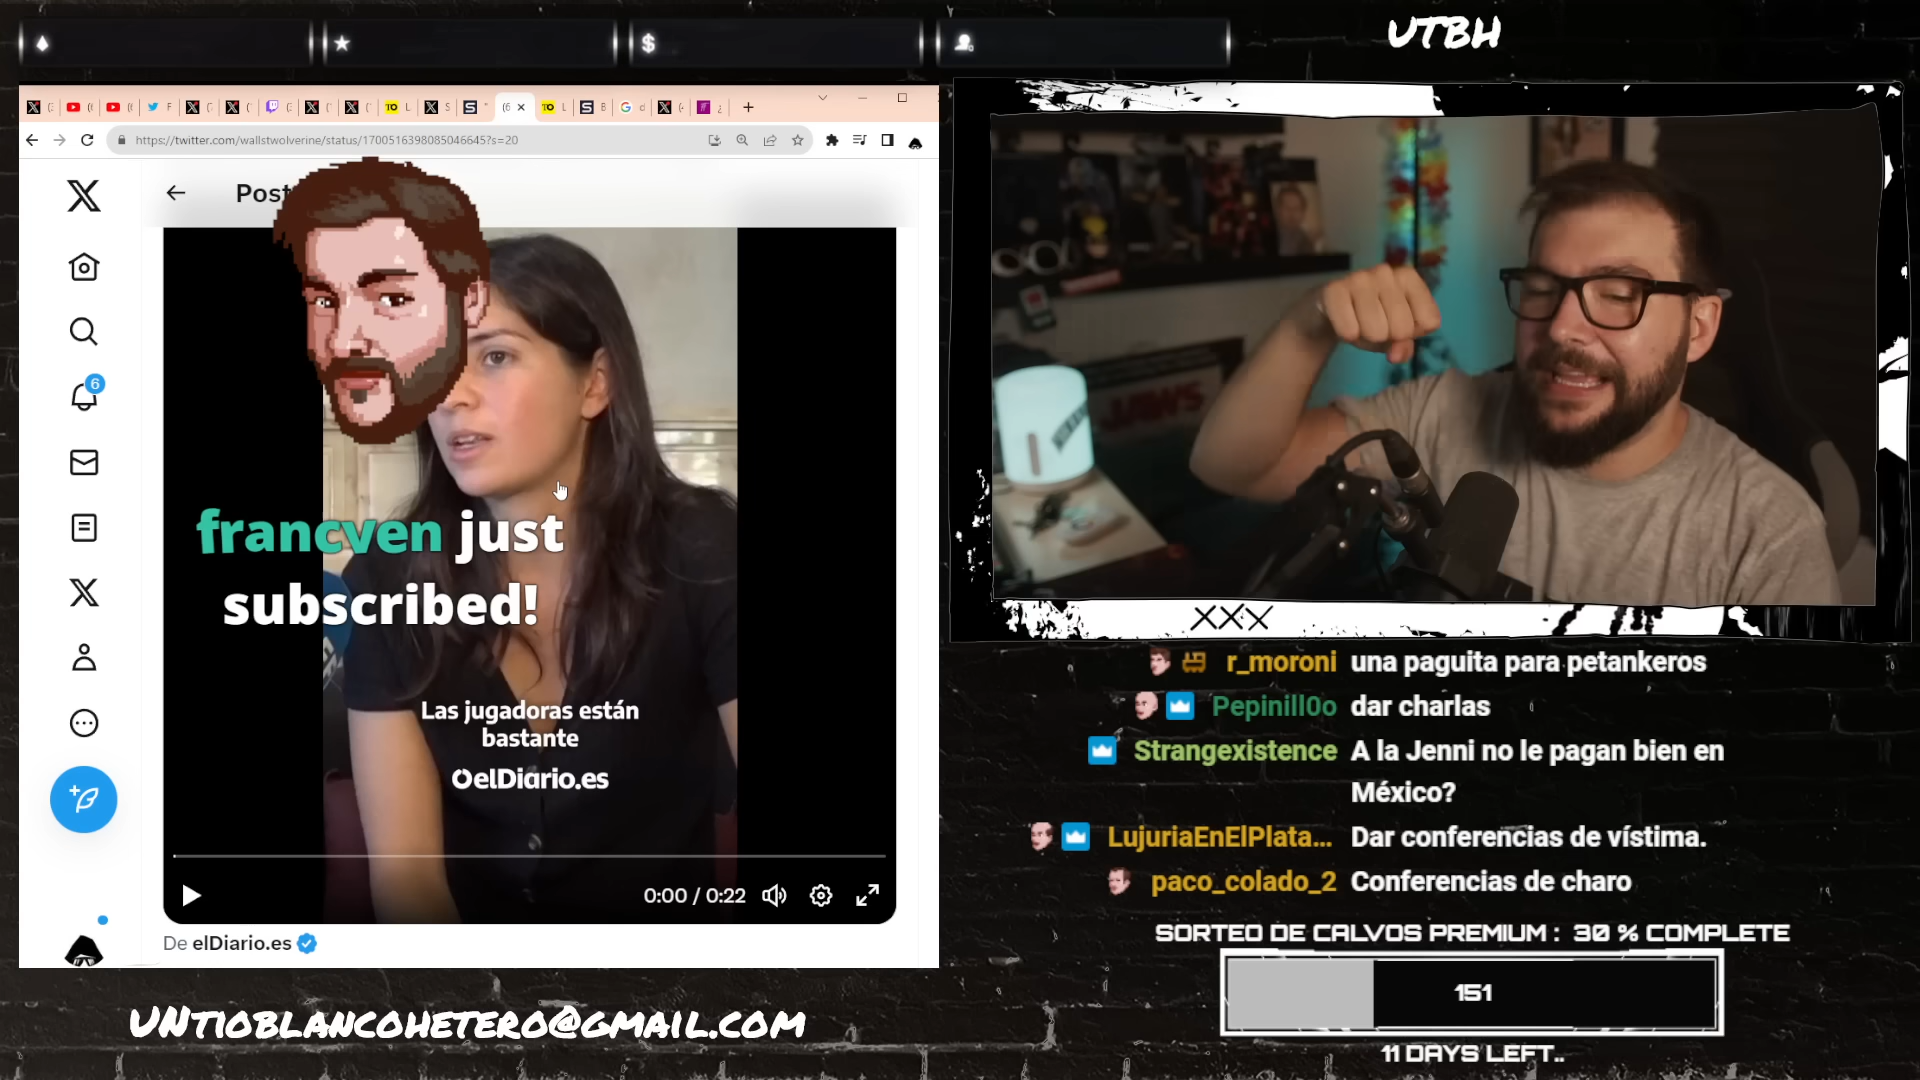 UTBH
https://twitter.com/wallstwolverine/status/1700516398085046645?s=20
Post
6
francven just
subscribed!
Las jugadoras están
bastante
elDiario.es
0:00 / 0:22
De elDiario.es
JAWS
XXX
r_moroni una paguita para petankeros
Pepinill0o dar charlas
Strangexistence A la Jenni no le pagan bien en
México?
LujuriaEnElPlata... Dar conferencias de vístima.
paco_colado_2 Conferencias de charo
SORTEO DE CALVOS PREMIUM : 30 % COMPLETE
151
11 DAYS LEFT..
UNTIOBLANCOHETERO@GMAIL.COM